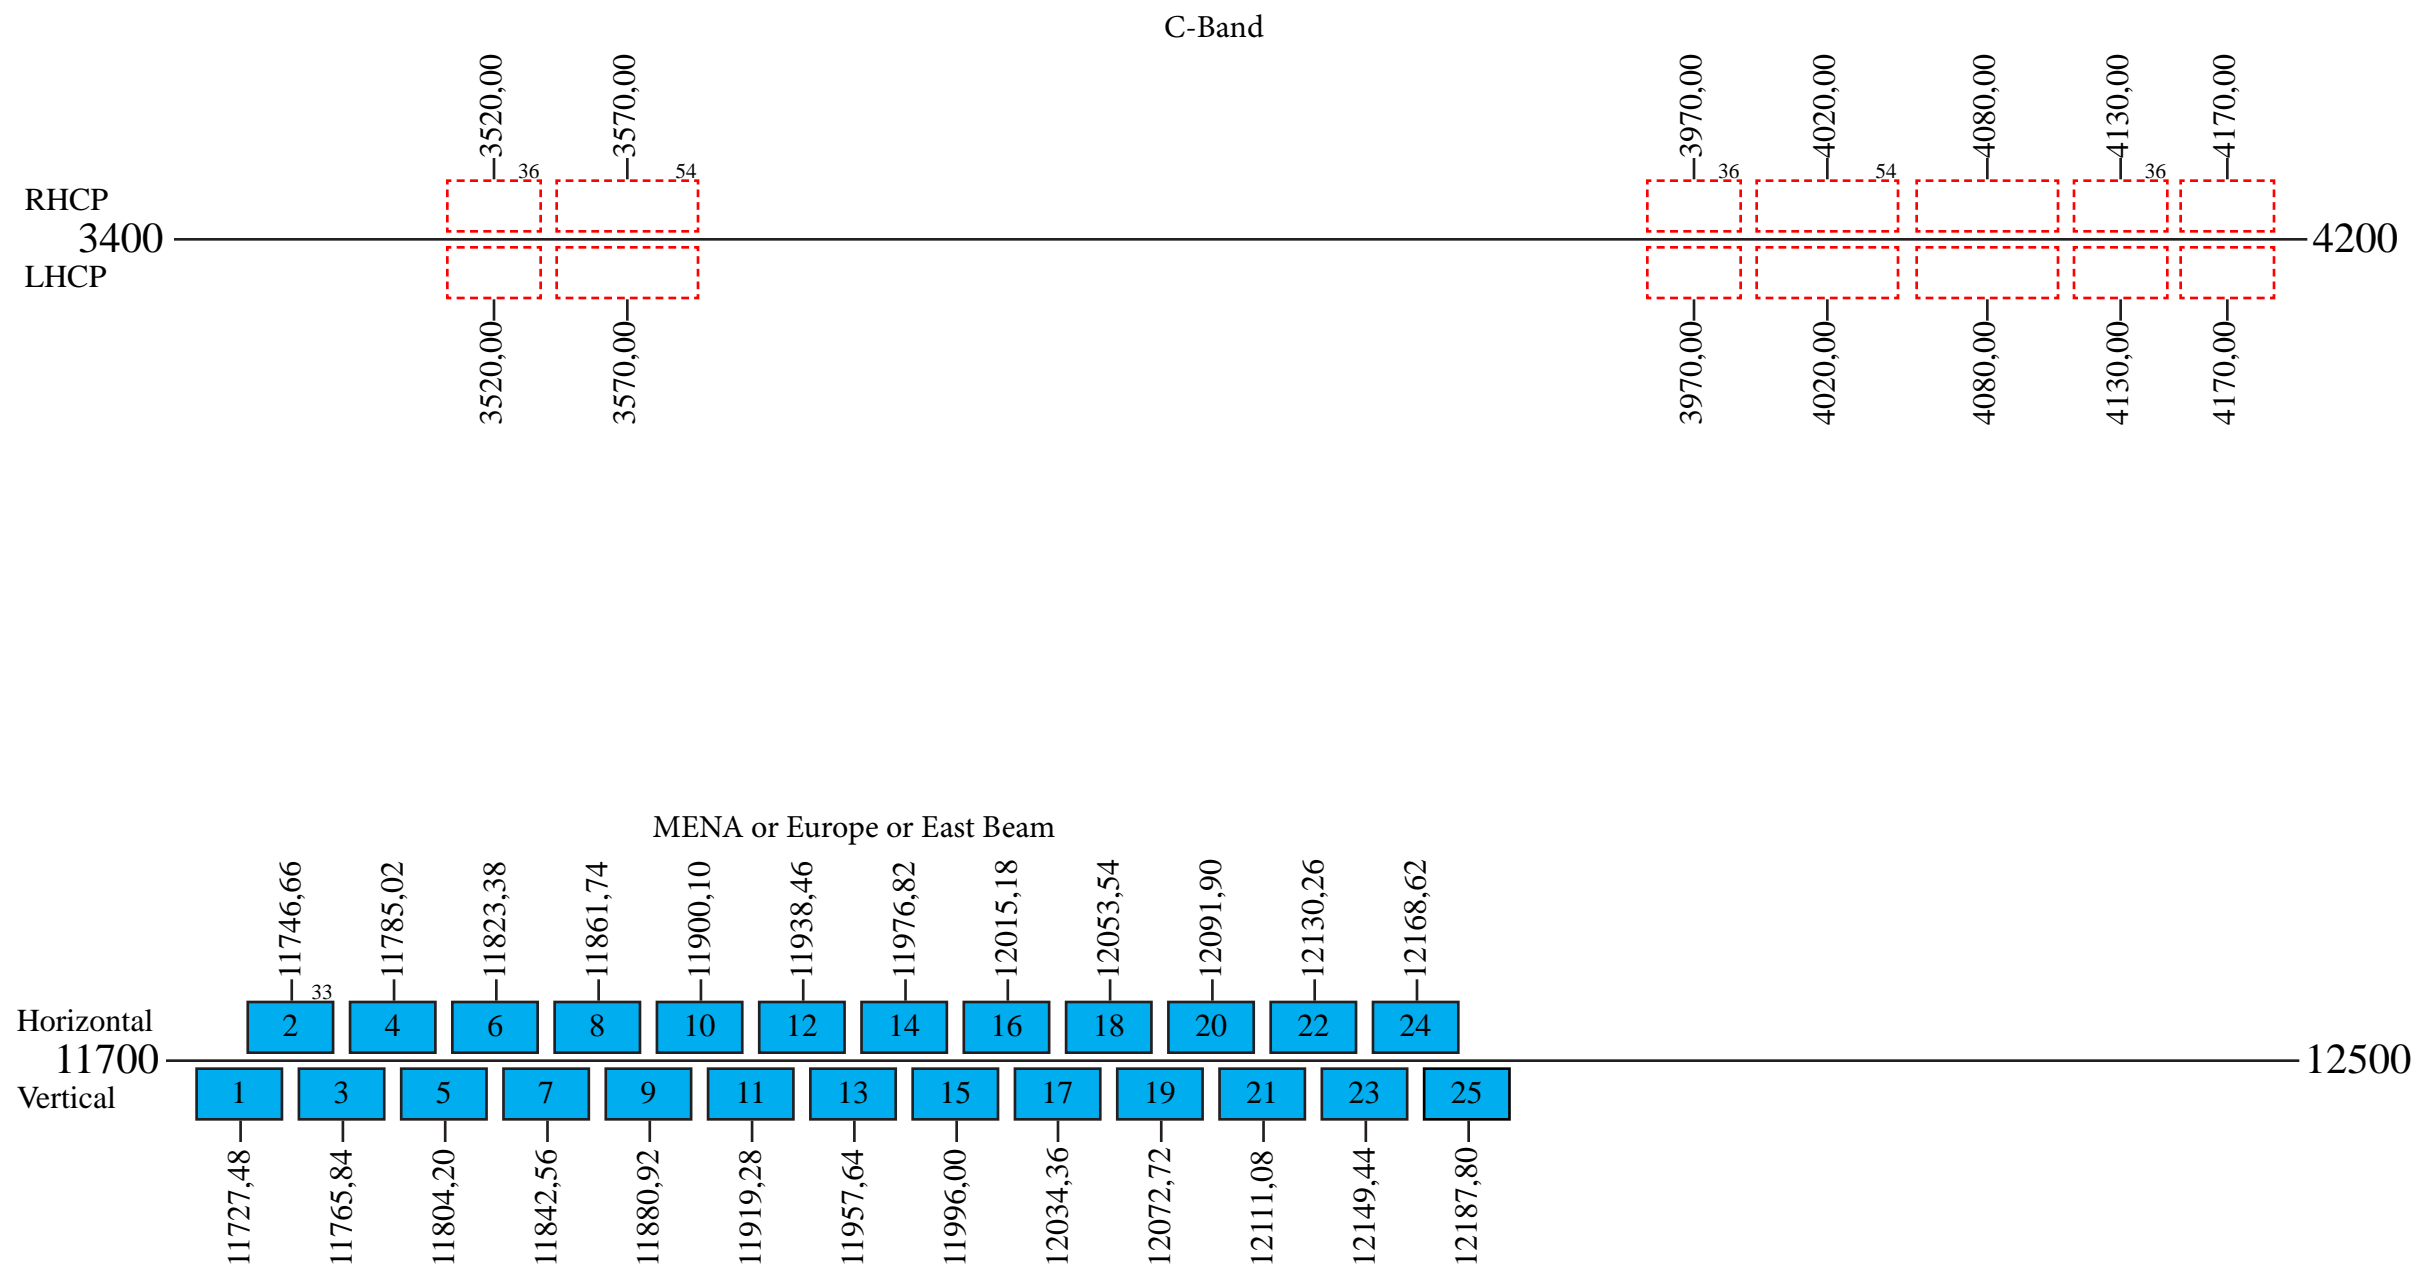 C-Band
3520,00 3570,00 3970,00 4020,00 4080,00 4130,00 4170,00
36 54 36 54 36
RHCP
3400 4200
LHCP
3520,00 3570,00 3970,00 4020,00 4080,00 4130,00 4170,00
MENA or Europe or East Beam
11746,66 11785,02 11823,38 11861,74 11900,10 11938,46 11976,82 12015,18 12053,54 12091,90 12130,26 12168,62
33
Horizontal 2 4 6 8 10 12 14 16 18 20 22 24
11700 12500
Vertical 1 3 5 7 9 11 13 15 17 19 21 23 25
11727,48 11765,84 11804,20 11842,56 11880,92 11919,28 11957,64 11996,00 12034,36 12072,72 12111,08 12149,44 12187,80